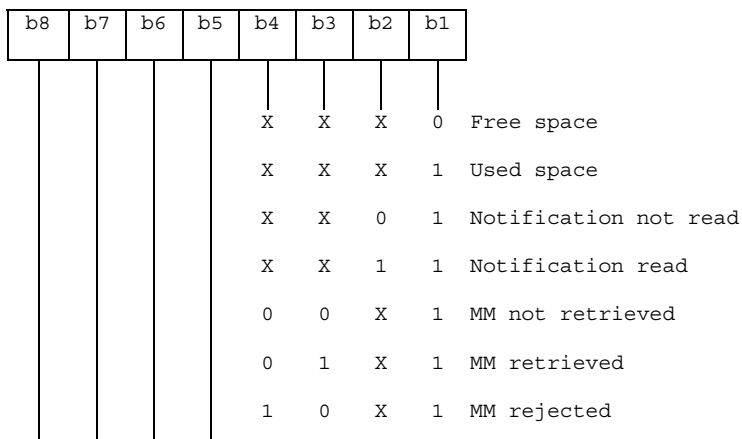 b8 b7 b6 b5 b4 b3 b2 b1
X X X 0 Free space
X X X 1 Used space
X X 0 1 Notification not read
X X 1 1 Notification read
0 0 X 1 MM not retrieved
0 1 X 1 MM retrieved
1 0 X 1 MM rejected